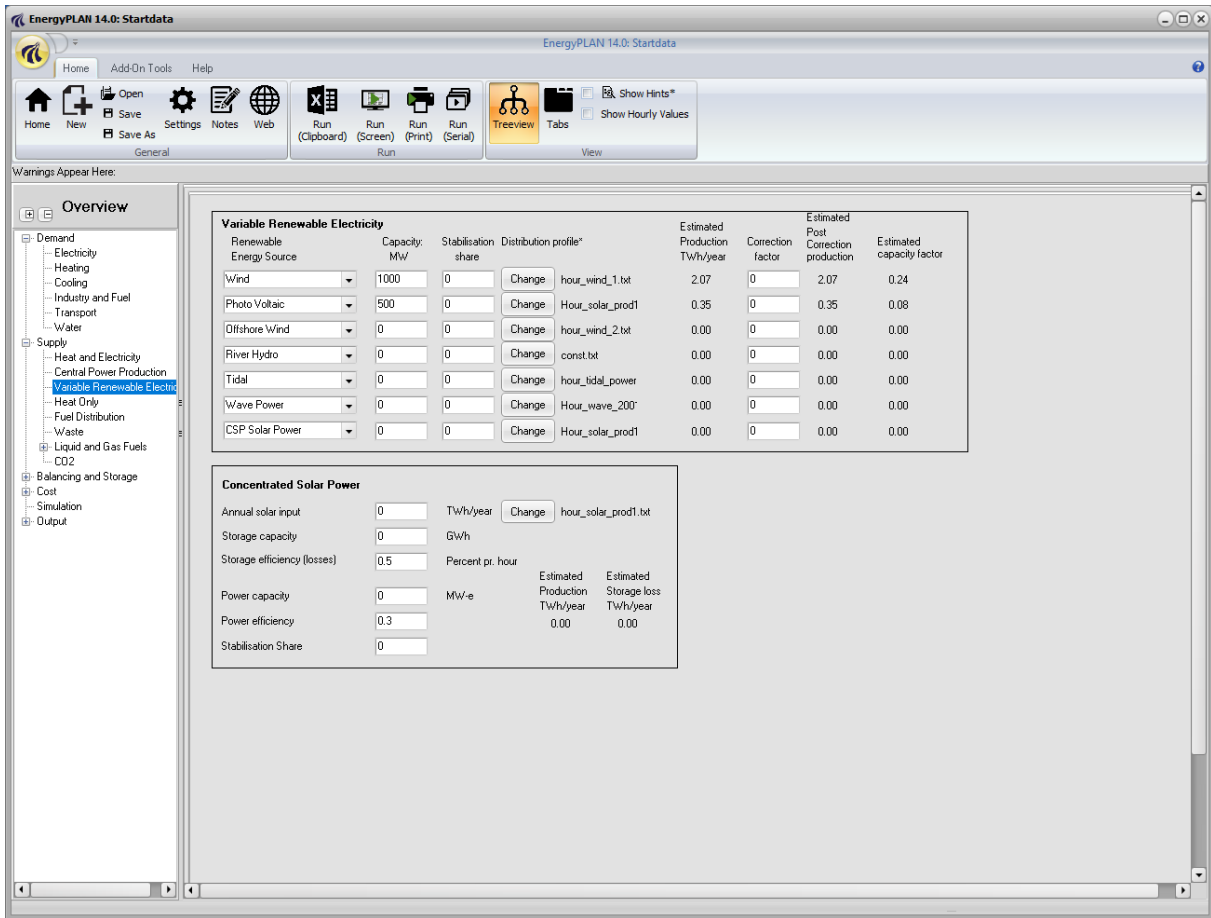 EnergyPLAN 14.0: Startdata
EnergyPLAN 14.0: Startdata
Home Add-On Tools Help
Home New Open Save Save As Settings Notes Web
General
Run (Clipboard) Run (Screen) Run (Print) Run (Serial)
Run
Treeview Tabs Show Hints* Show Hourly Values
View
Warnings Appear Here:
Overview
Demand
Electricity
Heating
Cooling
Industry and Fuel
Transport
Water
Supply
Heat and Electricity
Central Power Production
Variable Renewable Electric
Heat Only
Fuel Distribution
Waste
Liquid and Gas Fuels
CO2
Balancing and Storage
Cost
Simulation
Output
Variable Renewable Electricity
Renewable Energy Source Capacity: MW Stabilisation share Distribution profile* Estimated Production TWh/year Correction factor Estimated Post Correction production Estimated capacity factor
Wind 1000 0 Change hour_wind_1.txt 2.07 0 2.07 0.24
Photo Voltaic 500 0 Change Hour_solar_prod1 0.35 0 0.35 0.08
Offshore Wind 0 0 Change hour_wind_2.txt 0.00 0 0.00 0.00
River Hydro 0 0 Change const.txt 0.00 0 0.00 0.00
Tidal 0 0 Change hour_tidal_power 0.00 0 0.00 0.00
Wave Power 0 0 Change Hour_wave_200 0.00 0 0.00 0.00
CSP Solar Power 0 0 Change Hour_solar_prod1 0.00 0 0.00 0.00
Concentrated Solar Power
Annual solar input 0 TWh/year Change hour_solar_prod1.txt
Storage capacity 0 GWh
Storage efficiency (losses) 0.5 Percent pr. hour
Estimated Production TWh/year Estimated Storage loss TWh/year
Power capacity 0 MW-e
Power efficiency 0.3 0.00 0.00
Stabilisation Share 0